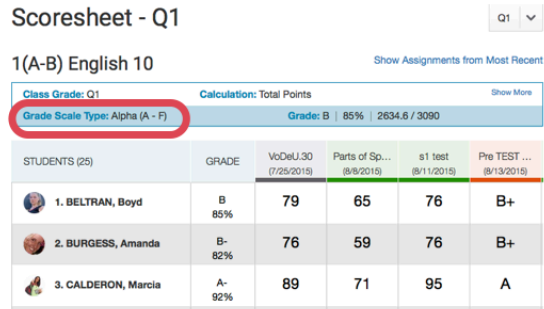 Scoresheet - Q1
Q1
1(A-B) English 10
Show Assignments from Most Recent
Class Grade: Q1 Calculation: Total Points Show More
Grade Scale Type: Alpha (A - F) Grade: B | 85% | 2634.6 / 3090
STUDENTS (25) GRADE VoDeU.30 Parts of Sp... s1 test Pre TEST ...
(7/25/2015) (8/8/2015) (8/11/2015) (8/13/2015)
1. BELTRAN, Boyd B 79 65 76 B+
85%
2. BURGESS, Amanda B- 76 59 76 B+
82%
3. CALDERON, Marcia A- 89 71 95 A
92%